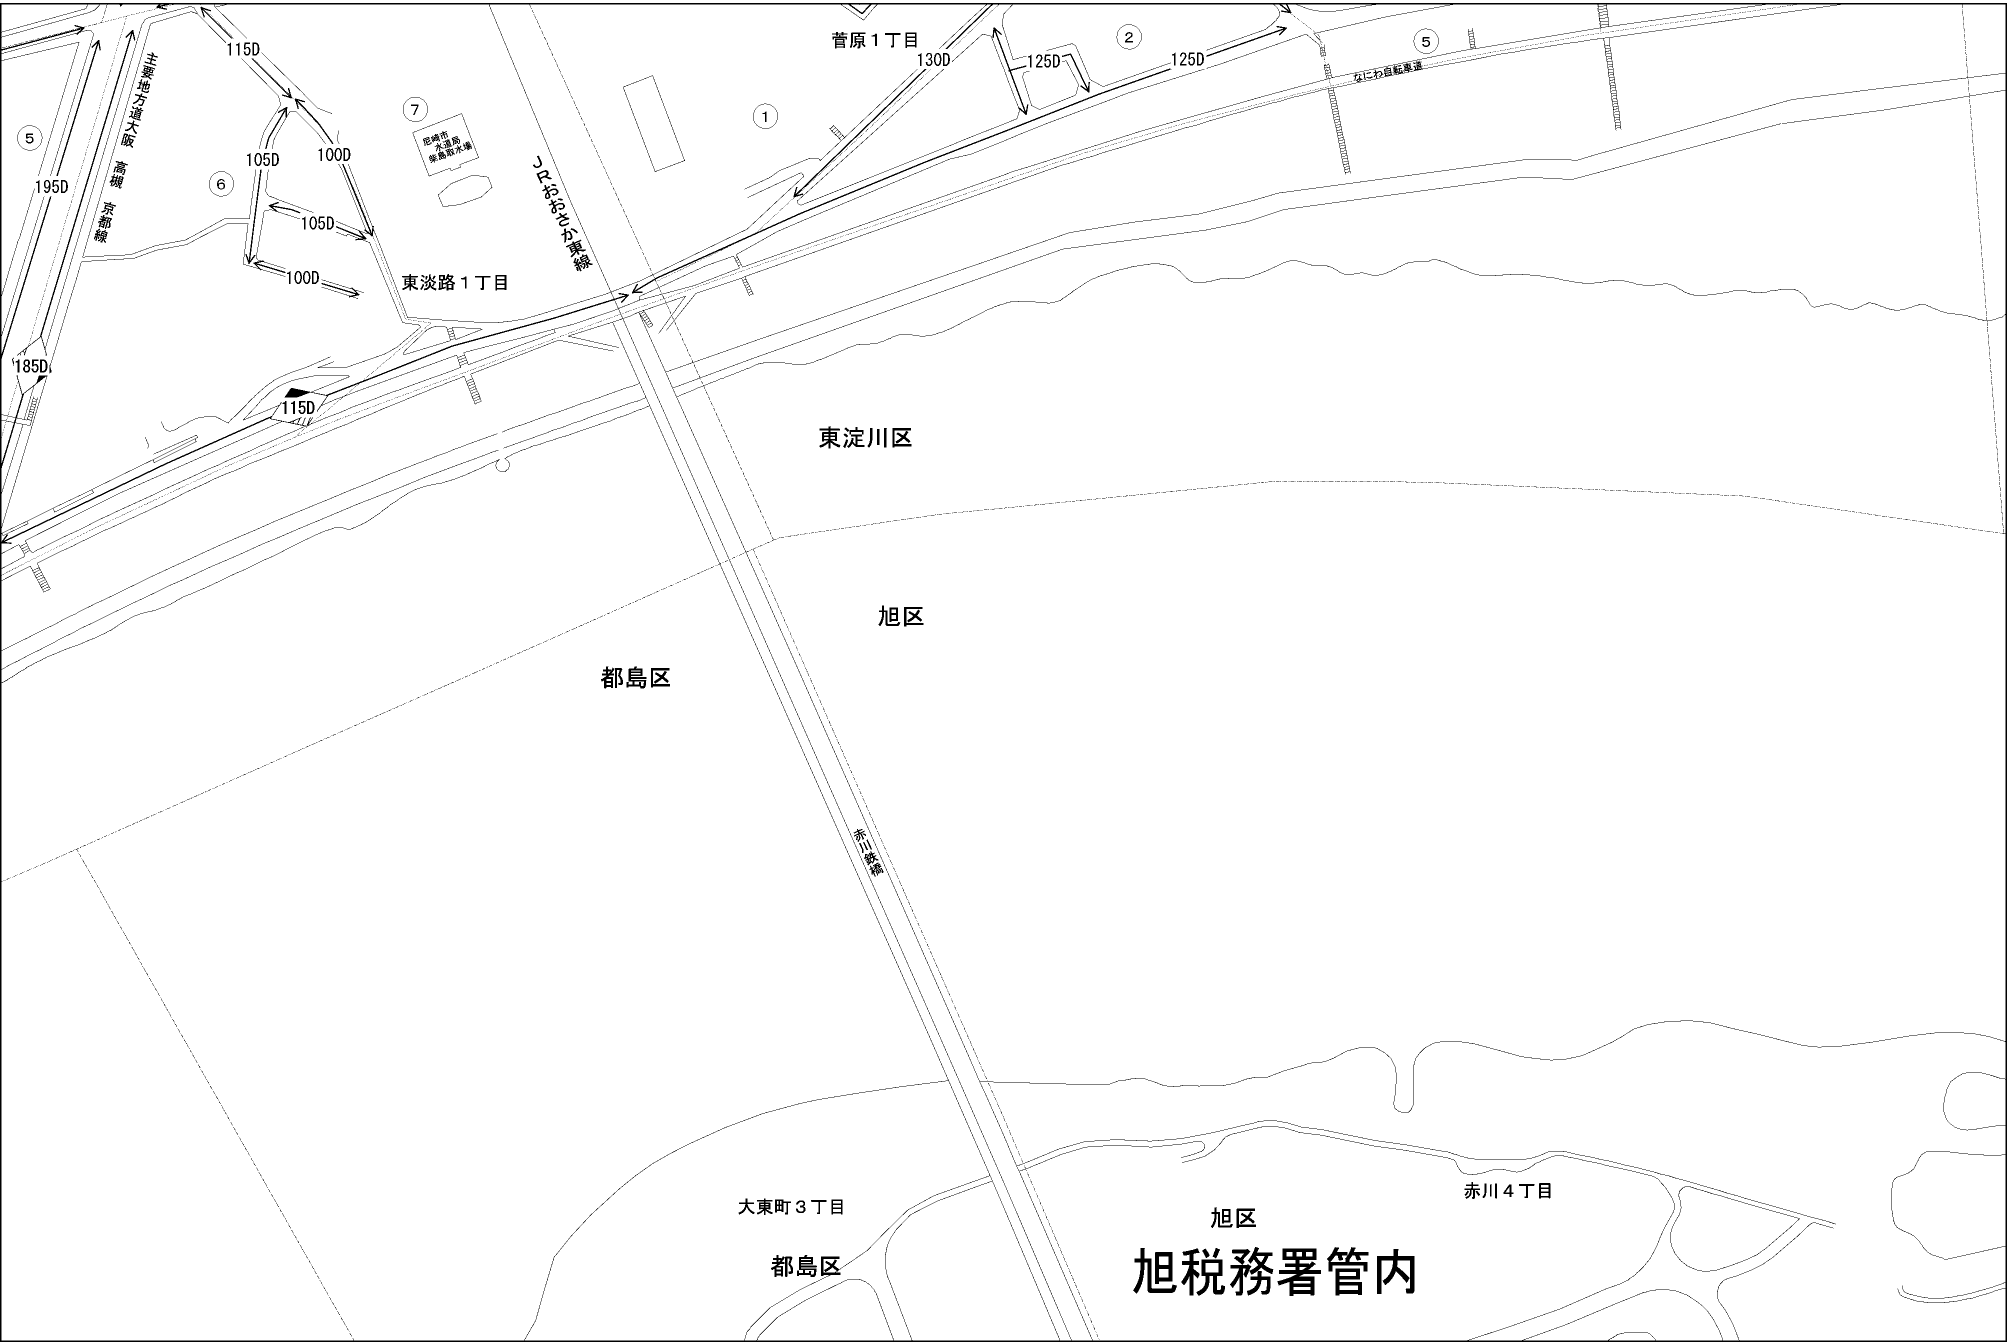 115D
菅原１丁目
②
⑤
130D
125D
125D
なにわ自転車道
主要地方道大阪　高槻　京都線
⑦
①
⑤
尼崎市
水道局
柴島取水場
105D
100D
195D
⑥
JRおおさか東線
105D
100D
東淡路１丁目
185D
115D
東淀川区
旭区
都島区
赤川鉄橋
大東町３丁目
赤川４丁目
旭区
都島区
旭税務署管内